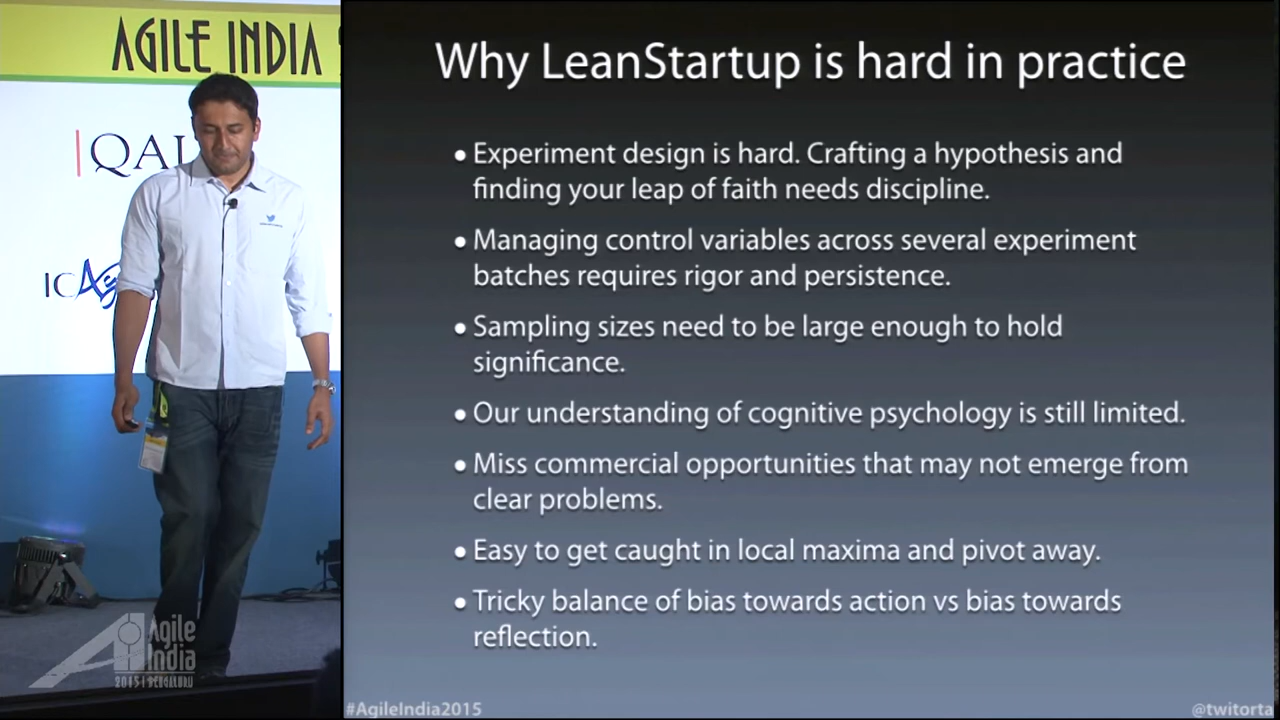 AGILE INDIA
QAI
ICAg
Why LeanStartup is hard in practice
• Experiment design is hard. Crafting a hypothesis and
finding your leap of faith needs discipline.
• Managing control variables across several experiment
batches requires rigor and persistence.
• Sampling sizes need to be large enough to hold
significance.
• Our understanding of cognitive psychology is still limited.
• Miss commercial opportunities that may not emerge from
clear problems.
• Easy to get caught in local maxima and pivot away.
• Tricky balance of bias towards action vs bias towards
reflection.
Agile
India
2015 | BENGALURU
#AgileIndia2015
@twitorta